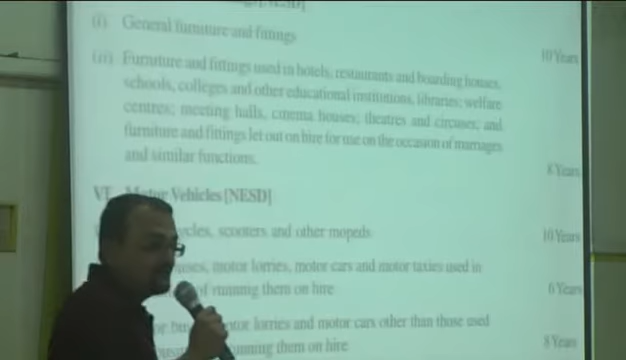 [NESD]
(i) General furniture and fittings
10 Years
(ii) Furniture and fittings used in hotels, restaurants and boarding houses,
schools, colleges and other educational institutions, libraries; welfare
centres; meeting halls, cinema houses; theatres and circuses; and
furniture and fittings let out on hire for use on the occasion of marriages
and similar functions.
8 Years
VI Motor Vehicles [NESD]
cycles, scooters and other mopeds
10 Years
buses, motor lorries, motor cars and motor taxies used in
of running them on hire
6 Years
motor lorries and motor cars other than those used
running them on hire
8 Years